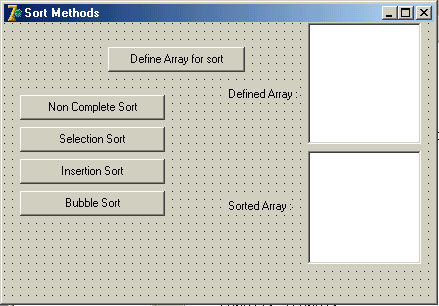 Sort Methods
Define Array for sort
Defined Array :
Non Complete Sort
Selection Sort
Insertion Sort
Bubble Sort
Sorted Array :